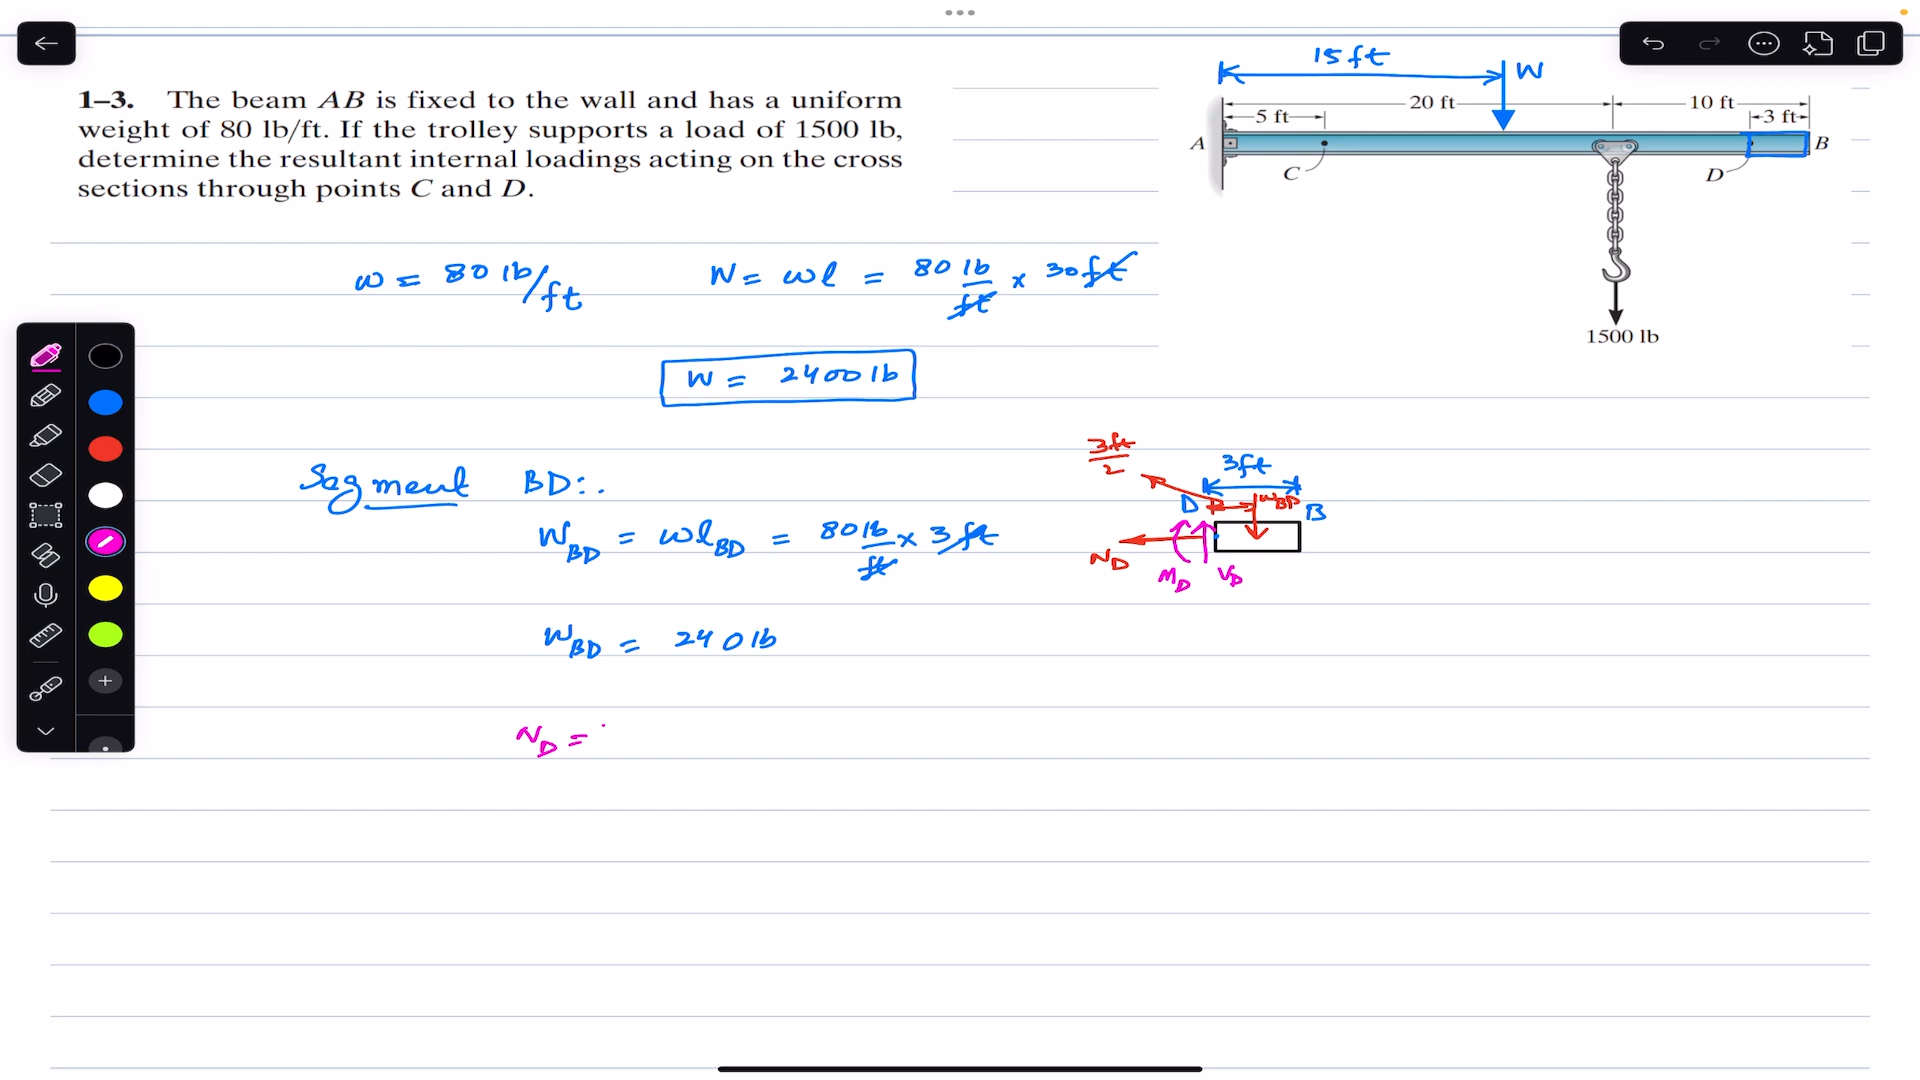 1–3. The beam AB is fixed to the wall and has a uniform
weight of 80 lb/ft. If the trolley supports a load of 1500 lb,
determine the resultant internal loadings acting on the cross
sections through points C and D.
15 ft
W
20 ft
10 ft
5 ft
3 ft
A
B
C
D
1500 lb
w = 80 lb/ft
W = wl = 80 lb/ft × 30 ft
W = 2400 lb
Segment BD:.
W_BD = wl_BD = 80 lb/ft × 3 ft
W_BD = 240 lb
N_D =
3ft/2
3ft
D
W_BD
B
N_D
M_D
V_D